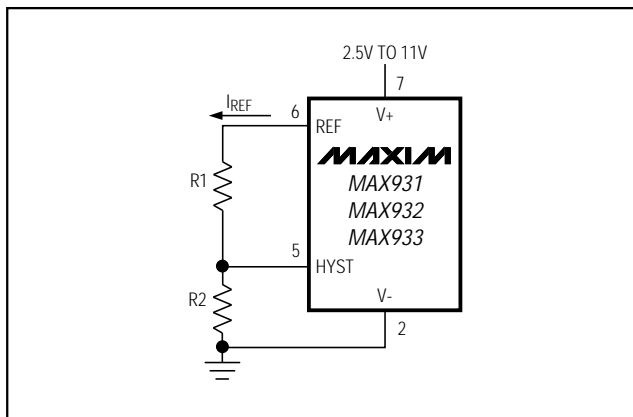 2.5V TO 11V
7
IREF
6
REF
V+
MAXIM
R1
MAX931
MAX932
MAX933
5
HYST
R2
V-
2